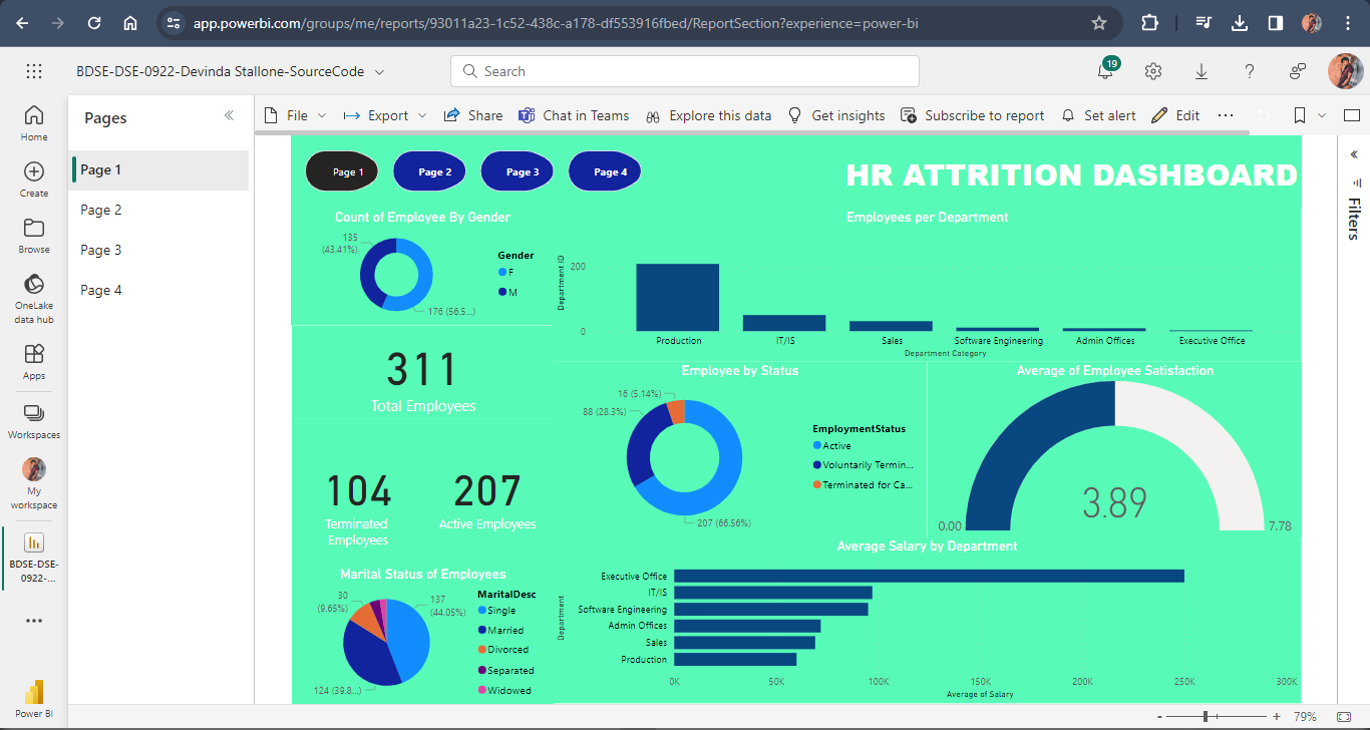 app.powerbi.com/groups/me/reports/93011a23-1c52-438c-a178-df553916fbed/ReportSection?experience=power-bi
BDSE-DSE-0922-Devinda Stallone-SourceCode
Search
19
Home
Create
Browse
OneLake
data hub
Apps
Workspaces
My
workspace
BDSE-DSE-
0922-...
Power BI
Pages
Page 1
Page 2
Page 3
Page 4
File
Export
Share
Chat in Teams
Explore this data
Get insights
Subscribe to report
Set alert
Edit
Filters
Page 1
Page 2
Page 3
Page 4
HR ATTRITION DASHBOARD
Count of Employee By Gender
135
(43.41%)
176 (56.5...)
Gender
F
M
Employees per Department
Department ID
200
0
Production
IT/IS
Sales
Software Engineering
Admin Offices
Executive Office
Department Category
311
Total Employees
104
Terminated
Employees
207
Active Employees
Employee by Status
16 (5.14%)
88 (28.3%)
207 (66.56%)
EmploymentStatus
Active
Voluntarily Termin...
Terminated for Ca...
Average of Employee Satisfaction
3.89
0.00
7.78
Marital Status of Employees
30
(9.65%)
137
(44.05%)
124 (39.8...)
MaritalDesc
Single
Married
Divorced
Separated
Widowed
Average Salary by Department
Department
Executive Office
IT/IS
Software Engineering
Admin Offices
Sales
Production
0K
50K
100K
150K
200K
250K
300K
Average of Salary
- + 79%